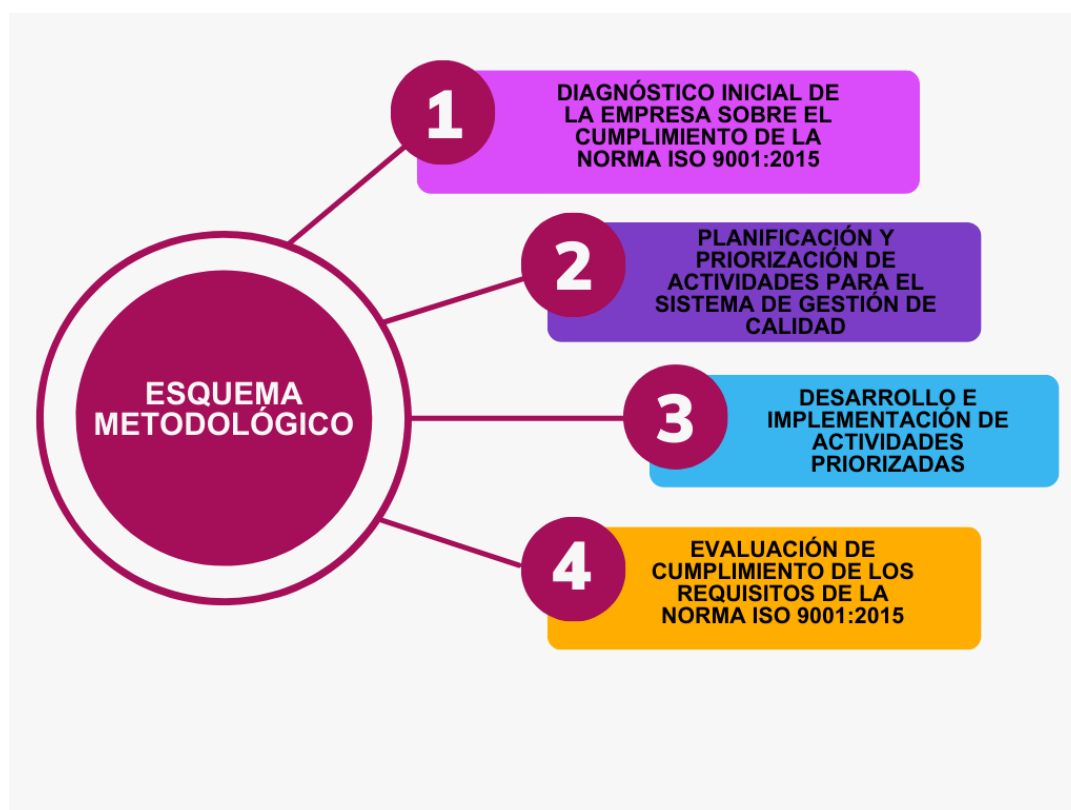 1
DIAGNÓSTICO INICIAL DE
LA EMPRESA SOBRE EL
CUMPLIMIENTO DE LA
NORMA ISO 9001:2015
2
PLANIFICACIÓN Y
PRIORIZACIÓN DE
ACTIVIDADES PARA EL
SISTEMA DE GESTIÓN DE
CALIDAD
ESQUEMA
METODOLÓGICO
3
DESARROLLO E
IMPLEMENTACIÓN DE
ACTIVIDADES
PRIORIZADAS
4
EVALUACIÓN DE
CUMPLIMIENTO DE LOS
REQUISITOS DE LA
NORMA ISO 9001:2015